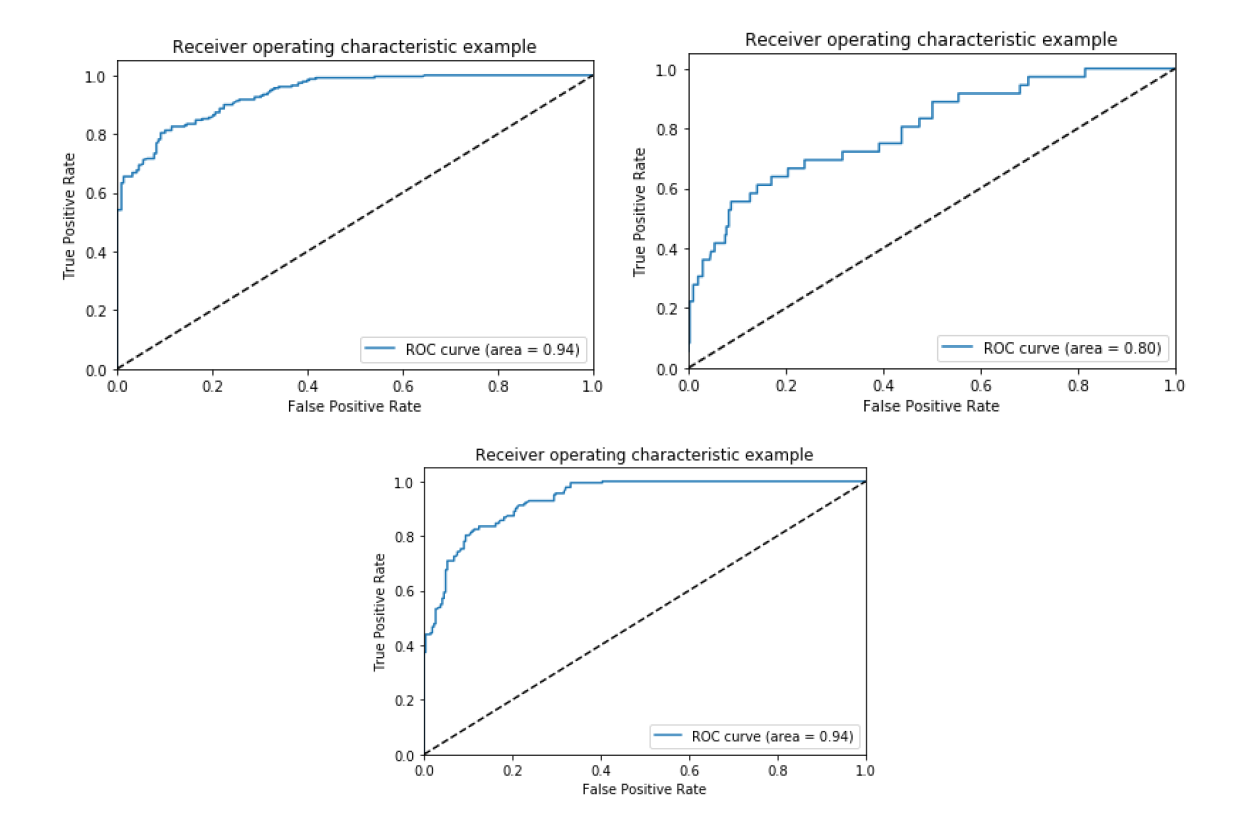 Receiver operating characteristic example
True Positive Rate
1.0
0.8
0.6
0.4
0.2
0.0
ROC curve (area = 0.94)
0.0 0.2 0.4 0.6 0.8 1.0
False Positive Rate
Receiver operating characteristic example
True Positive Rate
1.0
0.8
0.6
0.4
0.2
0.0
ROC curve (area = 0.80)
0.0 0.2 0.4 0.6 0.8 1.0
False Positive Rate
Receiver operating characteristic example
True Positive Rate
1.0
0.8
0.6
0.4
0.2
0.0
ROC curve (area = 0.94)
0.0 0.2 0.4 0.6 0.8 1.0
False Positive Rate